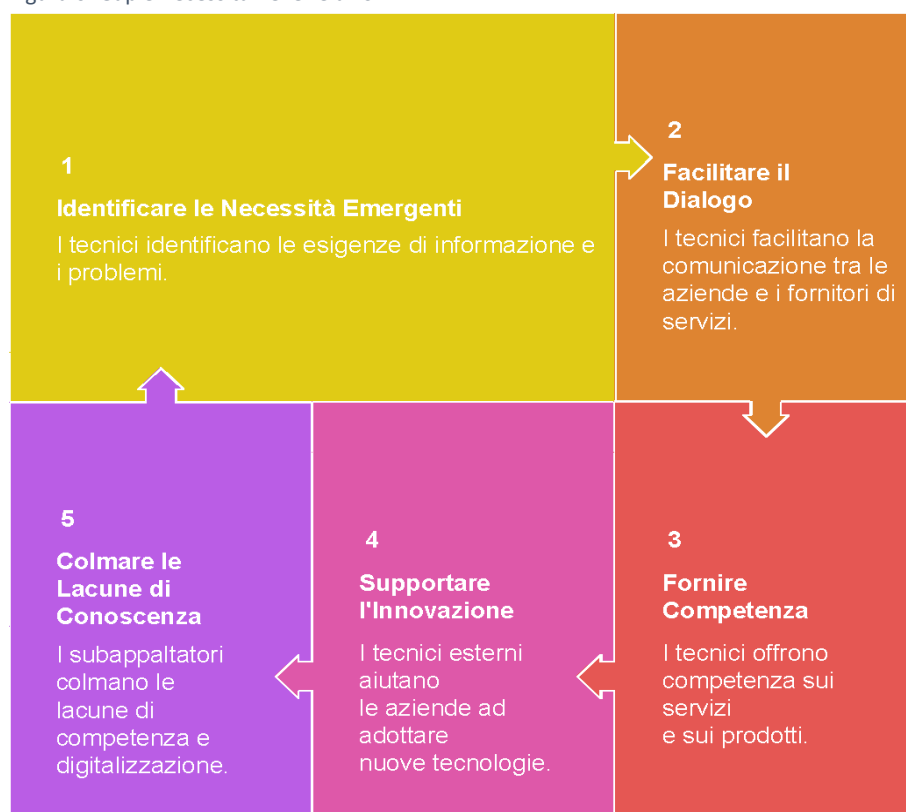 1
Identificare le Necessità Emergenti
I tecnici identificano le esigenze di informazione e
i problemi.
2
Facilitare il
Dialogo
I tecnici facilitano la
comunicazione tra le
aziende e i fornitori di
servizi.
3
Fornire
Competenza
I tecnici offrono
competenza sui
servizi
e sui prodotti.
4
Supportare
l'Innovazione
I tecnici esterni
aiutano
le aziende ad
adottare
nuove tecnologie.
5
Colmare le
Lacune di
Conoscenza
I subappaltatori
colmano le
lacune di
competenza e
digitalizzazione.